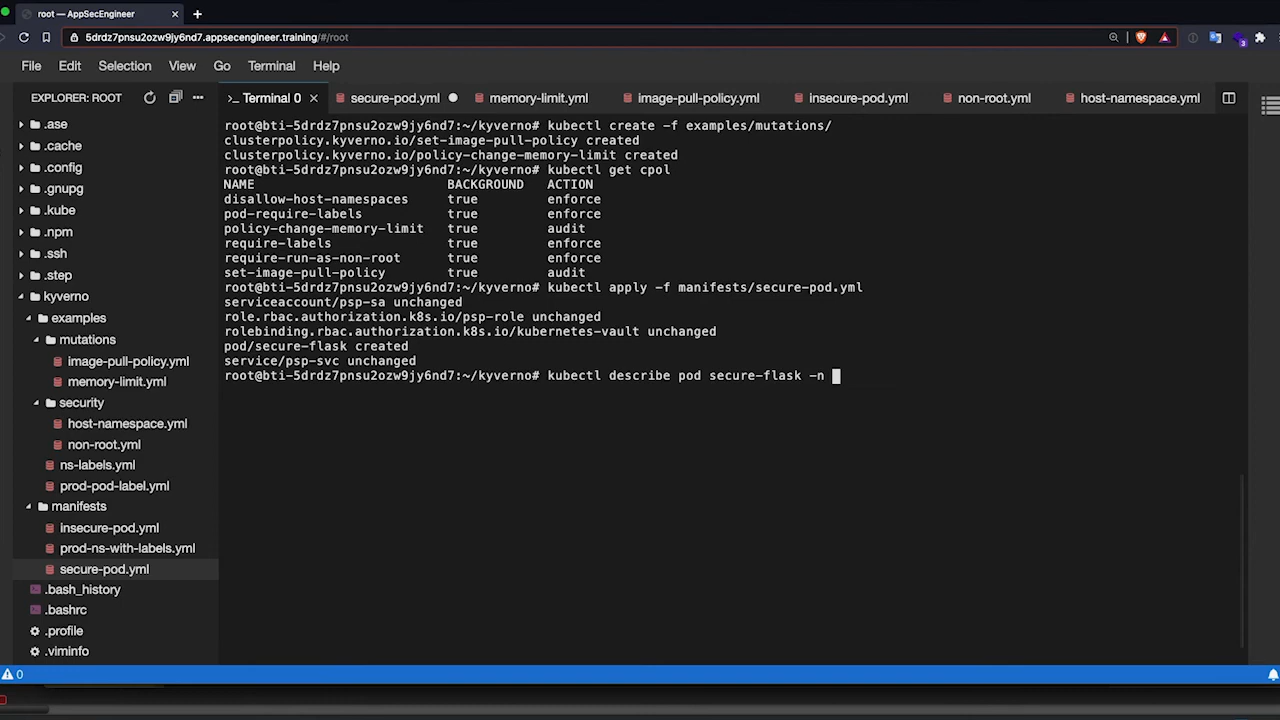 root — AppSecEngineer
5drdz7pnsu2ozw9jy6nd7.appsecengineer.training/#/root
3
File Edit Selection View Go Terminal Help
EXPLORER: ROOT
>_ Terminal 0 secure-pod.yml memory-limit.yml image-pull-policy.yml insecure-pod.yml non-root.yml host-namespace.yml
.ase
.cache
.config
.gnupg
.kube
.npm
.ssh
.step
kyverno
examples
mutations
image-pull-policy.yml
memory-limit.yml
security
host-namespace.yml
non-root.yml
ns-labels.yml
prod-pod-label.yml
manifests
insecure-pod.yml
prod-ns-with-labels.yml
secure-pod.yml
.bash_history
.bashrc
.profile
.viminfo
root@bti-5drdz7pnsu2ozw9jy6nd7:~/kyverno# kubectl create -f examples/mutations/
clusterpolicy.kyverno.io/set-image-pull-policy created
clusterpolicy.kyverno.io/policy-change-memory-limit created
root@bti-5drdz7pnsu2ozw9jy6nd7:~/kyverno# kubectl get cpol
NAME BACKGROUND ACTION
disallow-host-namespaces true enforce
pod-require-labels true enforce
policy-change-memory-limit true audit
require-labels true enforce
require-run-as-non-root true enforce
set-image-pull-policy true audit
root@bti-5drdz7pnsu2ozw9jy6nd7:~/kyverno# kubectl apply -f manifests/secure-pod.yml
serviceaccount/psp-sa unchanged
role.rbac.authorization.k8s.io/psp-role unchanged
rolebinding.rbac.authorization.k8s.io/kubernetes-vault unchanged
pod/secure-flask created
service/psp-svc unchanged
root@bti-5drdz7pnsu2ozw9jy6nd7:~/kyverno# kubectl describe pod secure-flask -n
0